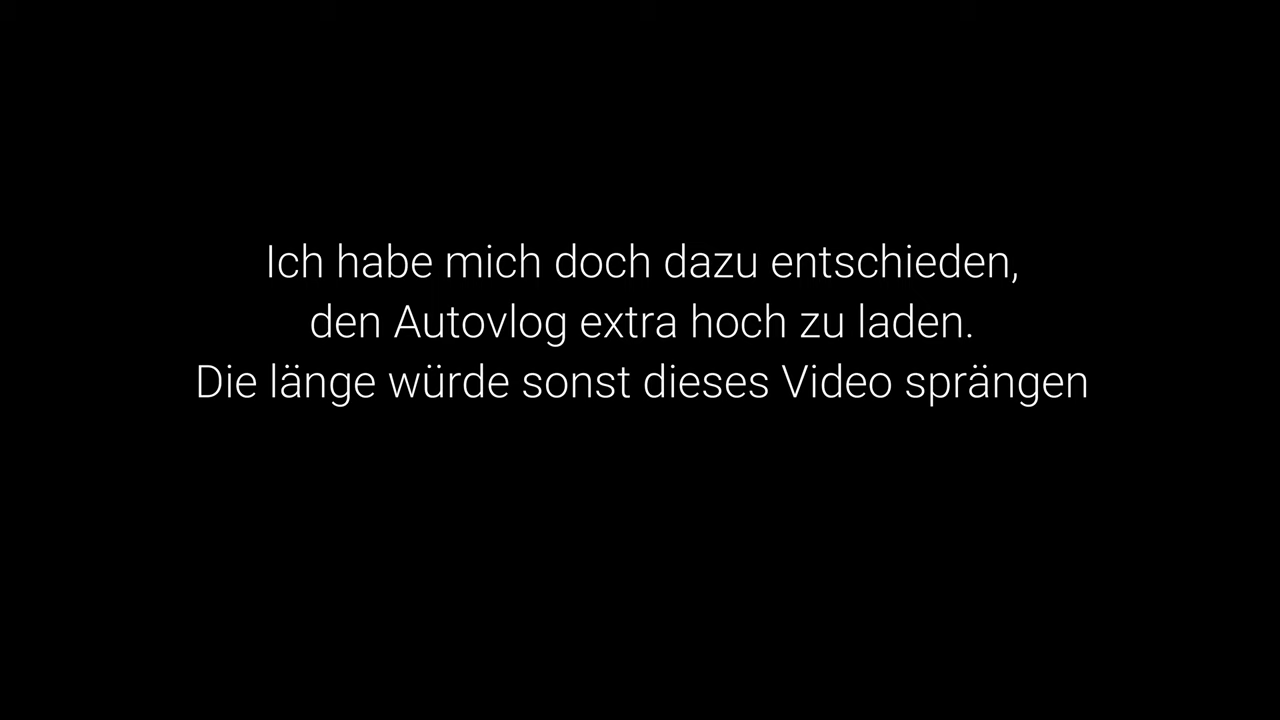 Ich habe mich doch dazu entschieden,
den Autovlog extra hoch zu laden.
Die länge würde sonst dieses Video sprängen